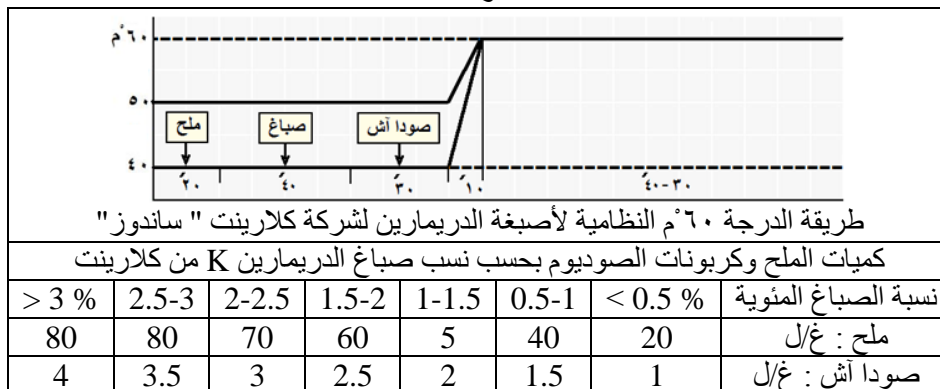 ٦٠°م
٥٠
ملح
صباغ
صودا آش
٤٠
٢٠َ
٤٠َ
٣٠َ
١٠َ
٣٠-٤٠َ
طريقة الدرجة ٦٠°م النظامية لأصبغة الدريمارين لشركة كلارينت " ساندوز "
كميات الملح وكربونات الصوديوم بحسب نسب صباغ الدريمارين K من كلارينت
نسبة الصباغ المئوية < 0.5 % 0.5-1 1-1.5 1.5-2 2-2.5 2.5-3 > 3 %
ملح : غ/ل 20 40 5 60 70 80 80
صودا آش : غ/ل 1 1.5 2 2.5 3 3.5 4